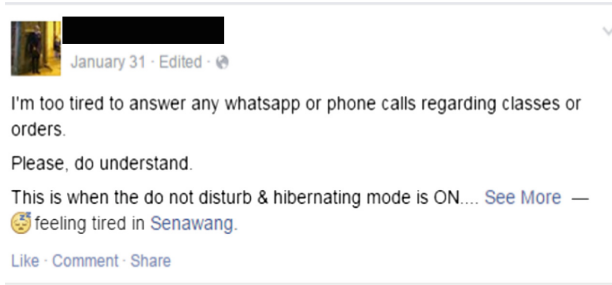 January 31 · Edited ·
I'm too tired to answer any whatsapp or phone calls regarding classes or
orders.
Please, do understand.
This is when the do not disturb & hibernating mode is ON.... See More —
feeling tired in Senawang.
Like · Comment · Share